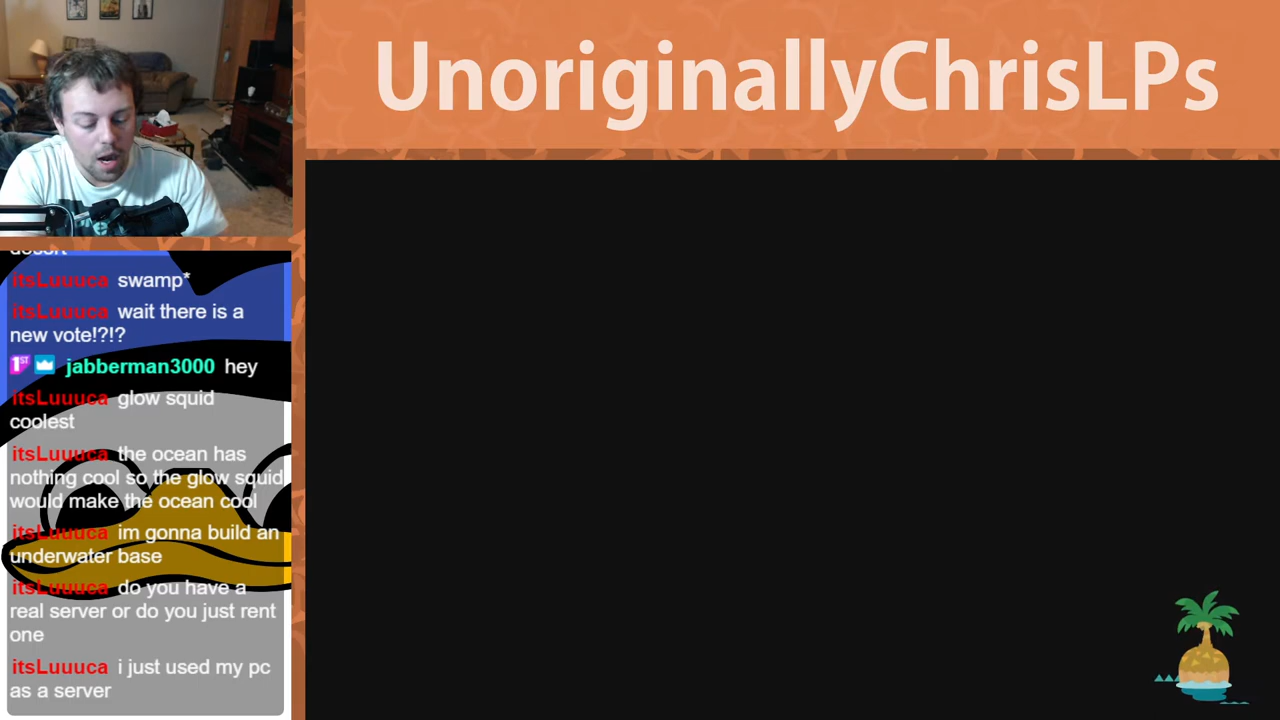 UnoriginallyChrisLPs
desert
itsLuuuca swamp*
itsLuuuca wait there is a
new vote!?!?
1ST jabberman3000 hey
itsLuuuca glow squid
coolest
itsLuuuca the ocean has
nothing cool so the glow squid
would make the ocean cool
itsLuuuca im gonna build an
underwater base
itsLuuuca do you have a
real server or do you just rent
one
itsLuuuca i just used my pc
as a server